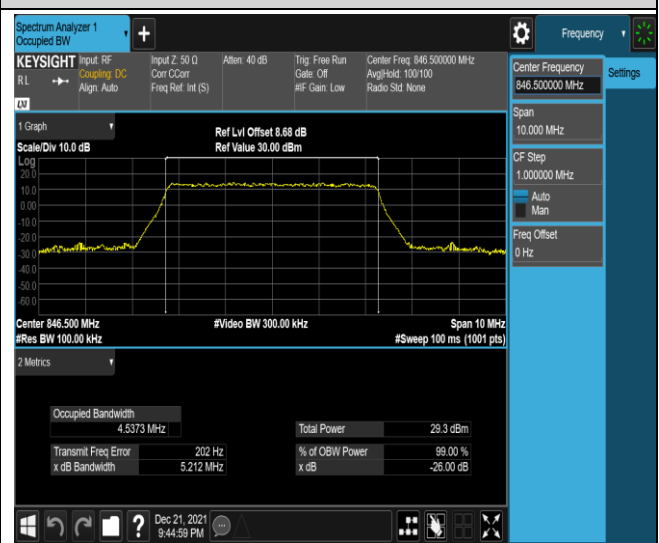 Spectrum Analyzer 1
Occupied BW
+
Frequency
KEYSIGHT
Input: RF
Coupling: DC
Align: Auto
Input Z: 50 Ω
Corr CCorr
Freq Ref: Int (S)
Atten: 40 dB
Trig: Free Run
Gate: Off
#IF Gain: Low
Center Freq: 846.500000 MHz
Avg|Hold: 100/100
Radio Std: None
RL
LXI
Center Frequency
846.500000 MHz
Settings
Span
10.000 MHz
CF Step
1.000000 MHz
Auto
Man
Freq Offset
0 Hz
1 Graph
Ref Lvl Offset 8.68 dB
Scale/Div 10.0 dB
Ref Value 30.00 dBm
Log
20.0
10.0
0.00
-10.0
-20.0
-30.0
-40.0
-50.0
-60.0
Center 846.500 MHz
#Video BW 300.00 kHz
Span 10 MHz
#Res BW 100.00 kHz
#Sweep 100 ms (1001 pts)
2 Metrics
Occupied Bandwidth
4.5373 MHz
Total Power 29.3 dBm
Transmit Freq Error 202 Hz
% of OBW Power 99.00 %
x dB Bandwidth 5.212 MHz
x dB -26.00 dB
?
Dec 21, 2021
9:44:59 PM